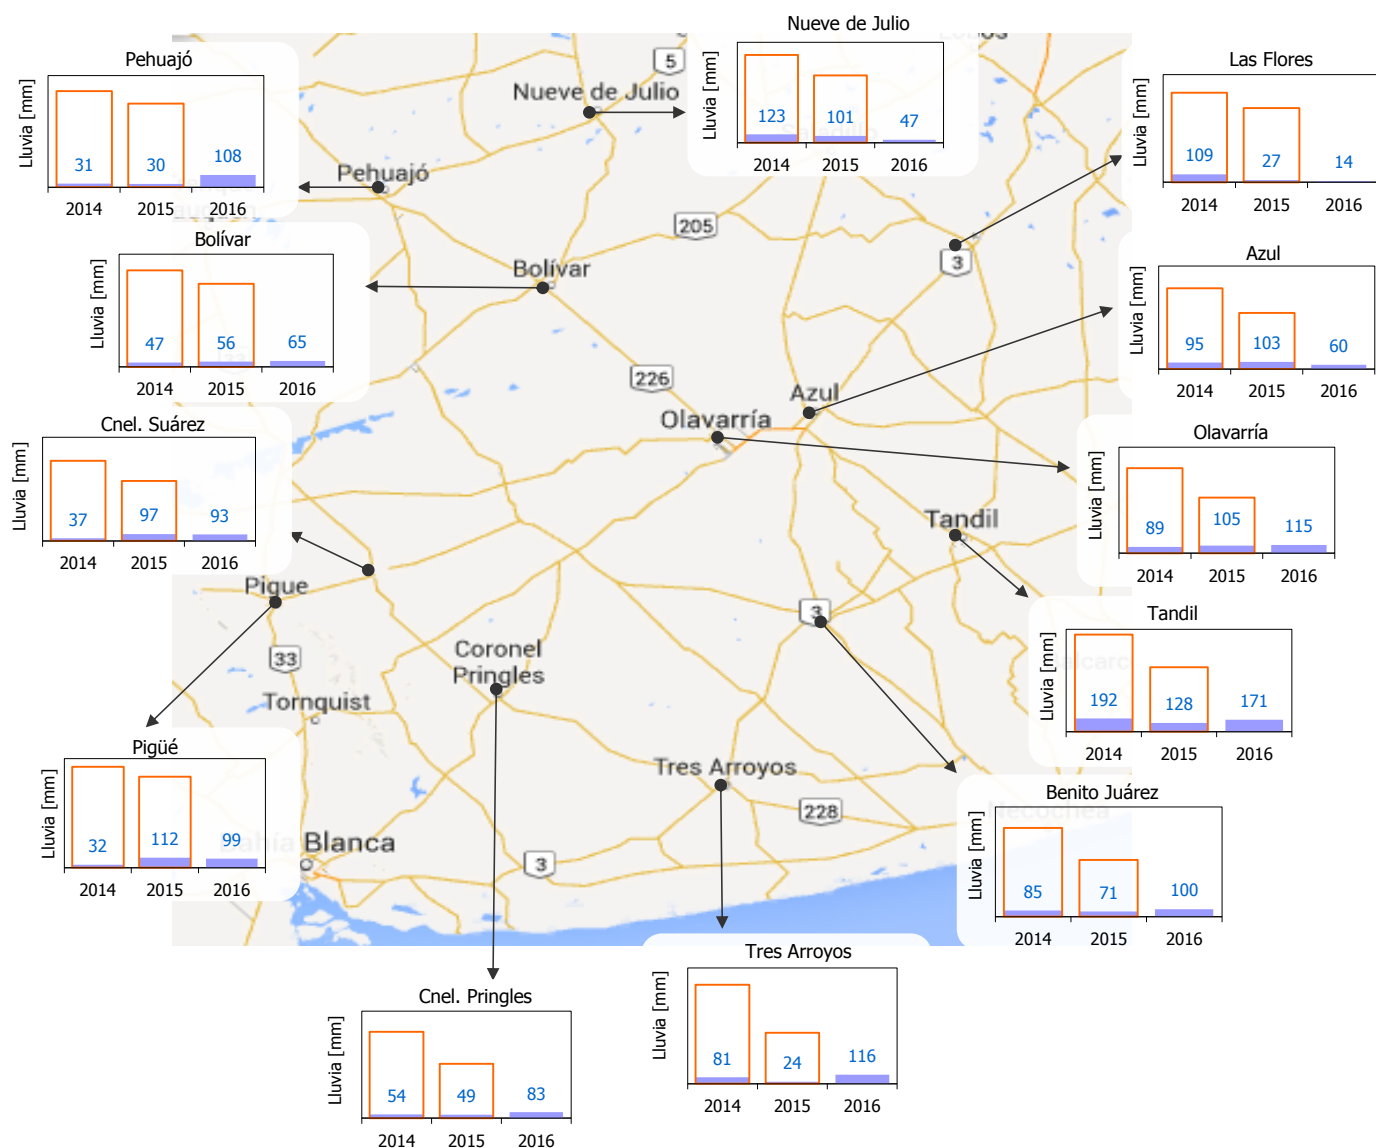 Nueve de Julio
Lluvia [mm]
123
101
47
2014
2015
2016
Pehuajó
Lluvia [mm]
31
30
108
2014
2015
2016
Las Flores
Lluvia [mm]
109
27
14
2014
2015
2016
5
Nueve de Julio
Pehuajó
205
3
Bolívar
Lluvia [mm]
47
56
65
2014
2015
2016
Bolívar
Azul
Lluvia [mm]
95
103
60
2014
2015
2016
226
Azul
Olavarría
Cnel. Suárez
Lluvia [mm]
37
97
93
2014
2015
2016
Olavarría
Lluvia [mm]
89
105
115
2014
2015
2016
Tandil
Pigue
3
33
Coronel
Pringles
Tornquist
Tandil
Lluvia [mm]
192
128
171
2014
2015
2016
Pigüé
Lluvia [mm]
32
112
99
2014
2015
2016
Tres Arroyos
228
3
Bahía Blanca
Necochea
Benito Juárez
Lluvia [mm]
85
71
100
2014
2015
2016
Tres Arroyos
Lluvia [mm]
81
24
116
2014
2015
2016
Cnel. Pringles
Lluvia [mm]
54
49
83
2014
2015
2016